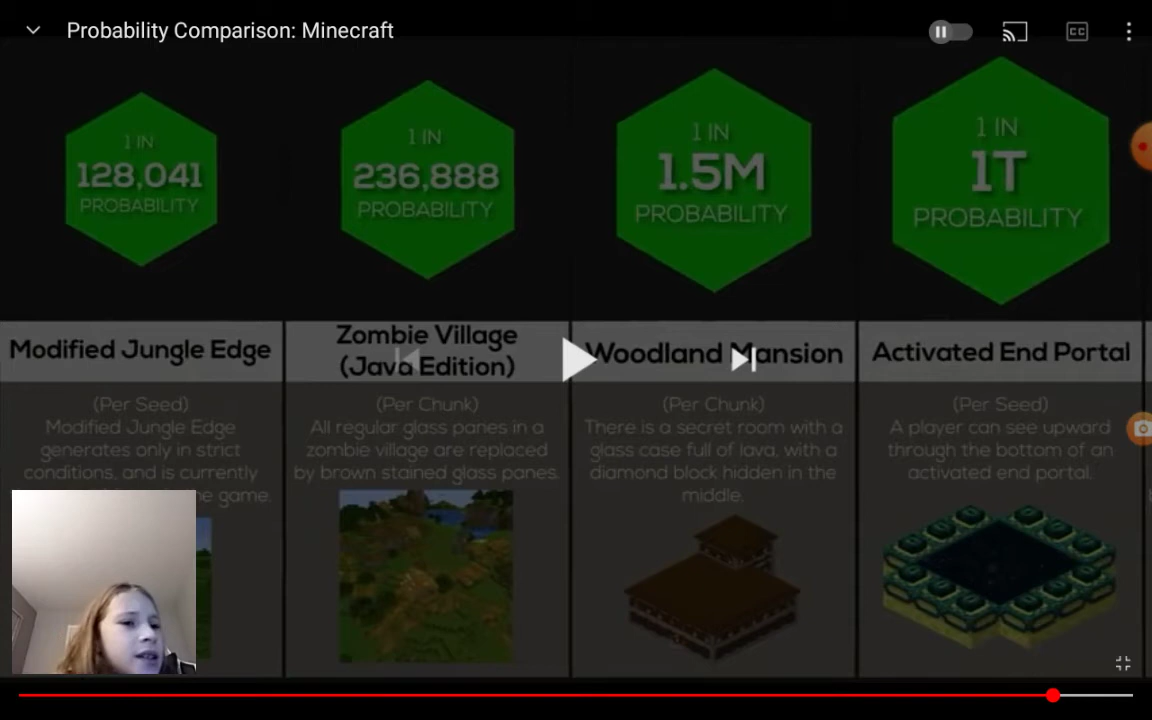 Probability Comparison: Minecraft
CC
1 IN
128,041
PROBABILITY
1 IN
236,888
PROBABILITY
1 IN
1.5M
PROBABILITY
1 IN
1T
PROBABILITY
Modified Jungle Edge
(Per Seed)
Modified Jungle Edge
generates only in strict
conditions, and is currently
the game.
Zombie Village
(Java Edition)
(Per Chunk)
All regular glass panes in a
zombie village are replaced
by brown stained glass panes.
Woodland Mansion
(Per Chunk)
There is a secret room with a
glass case full of lava, with a
diamond block hidden in the
middle.
Activated End Portal
(Per Seed)
A player can see upward
through the bottom of an
activated end portal.